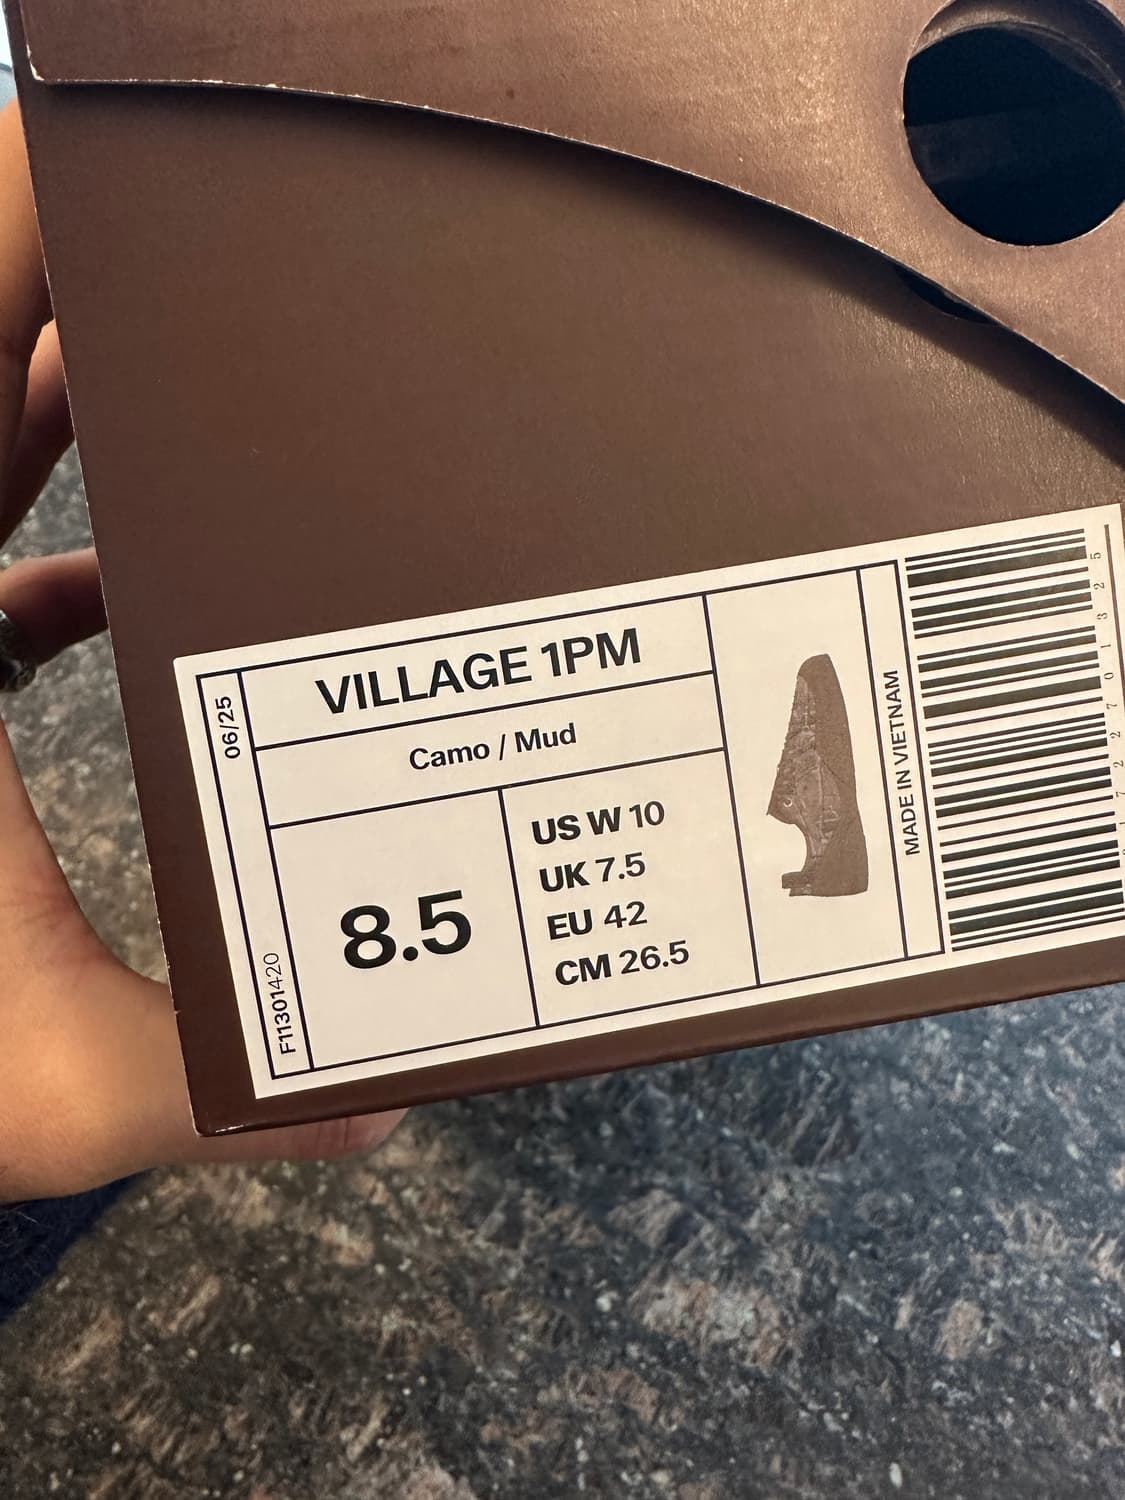 VILLAGE 1PM
Camo / Mud
8.5
US W 10
UK 7.5
EU 42
CM 26.5
06/25
F11301420
MADE IN VIETNAM